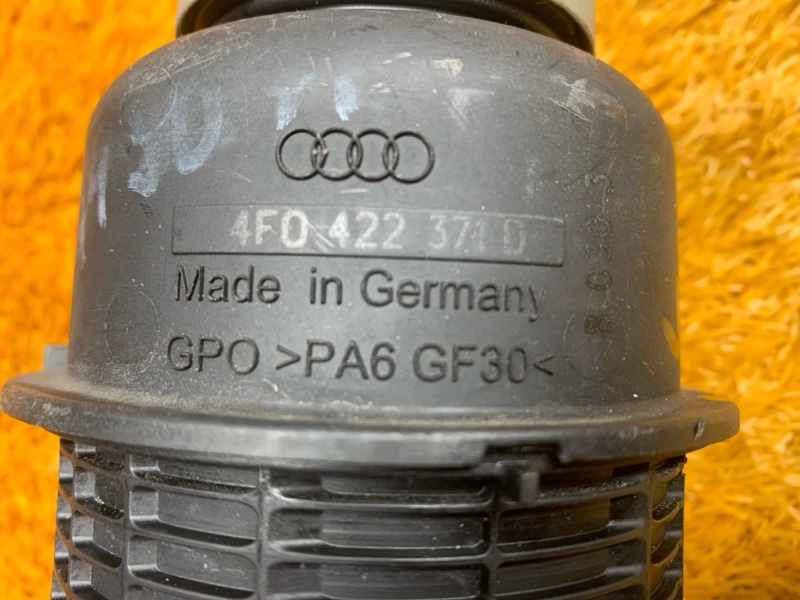 4F0 422 371 D
Made in Germany
GPO >PA6 GF30<